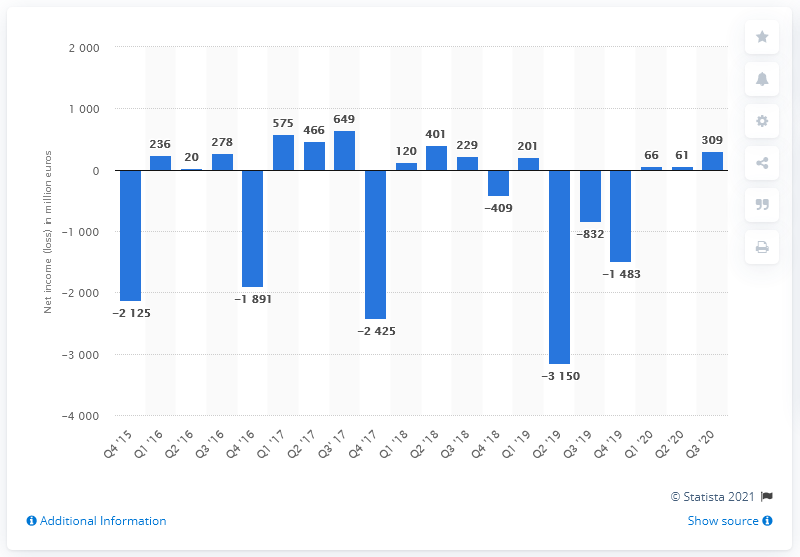 2 000
1 000
0
−1 000
−2 000
−3 000
−4 000
Net income (loss) in million euros
−2 125
236
20
278
−1 891
575
466
649
−2 425
120
401
229
−409
201
−3 150
−832
−1 483
66
61
309
Q4 '15
Q1 '16
Q2 '16
Q3 '16
Q4 '16
Q1 '17
Q2' 17
Q3' 17
Q4 '17
Q1 '18
Q2 '18
Q3 '18
Q4 '18
Q1 '19
Q2 '19
Q3 '19
Q4 '19
Q1 '20
Q2 '20
Q3 '20
© Statista 2021
Additional Information
Show source